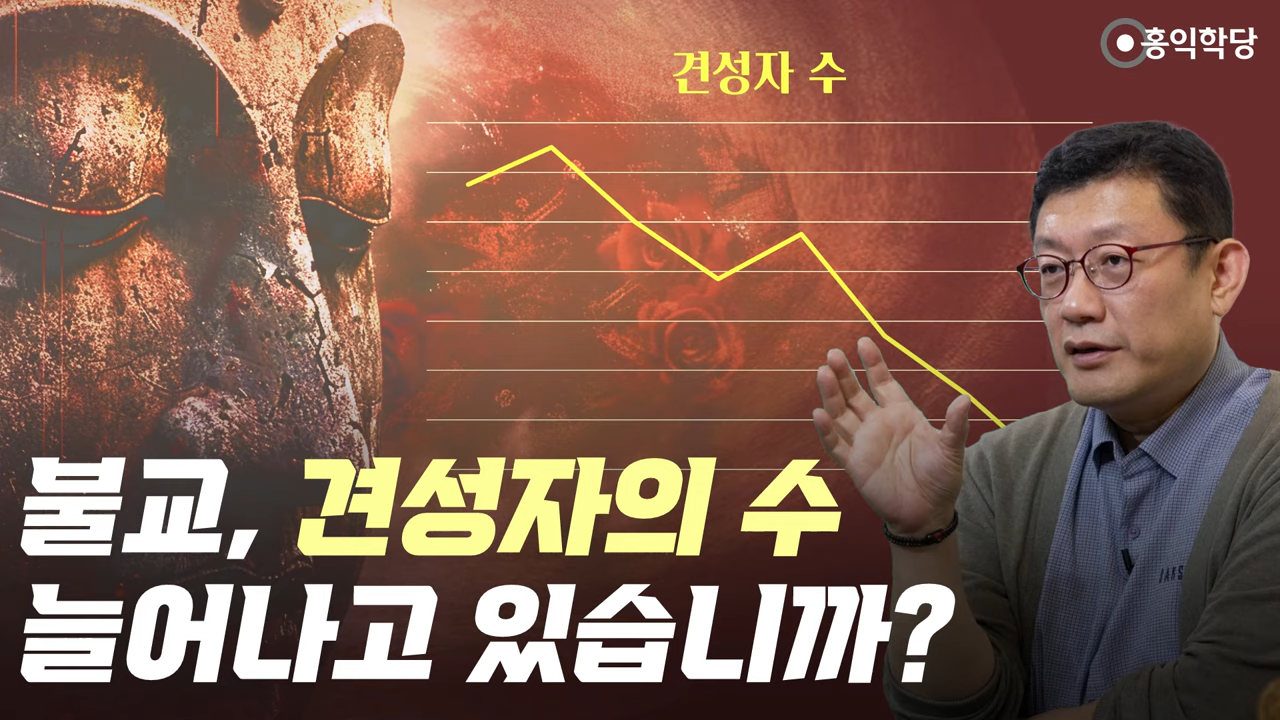 홍익학당
견성자 수
불교, 견성자의 수
늘어나고 있습니까?